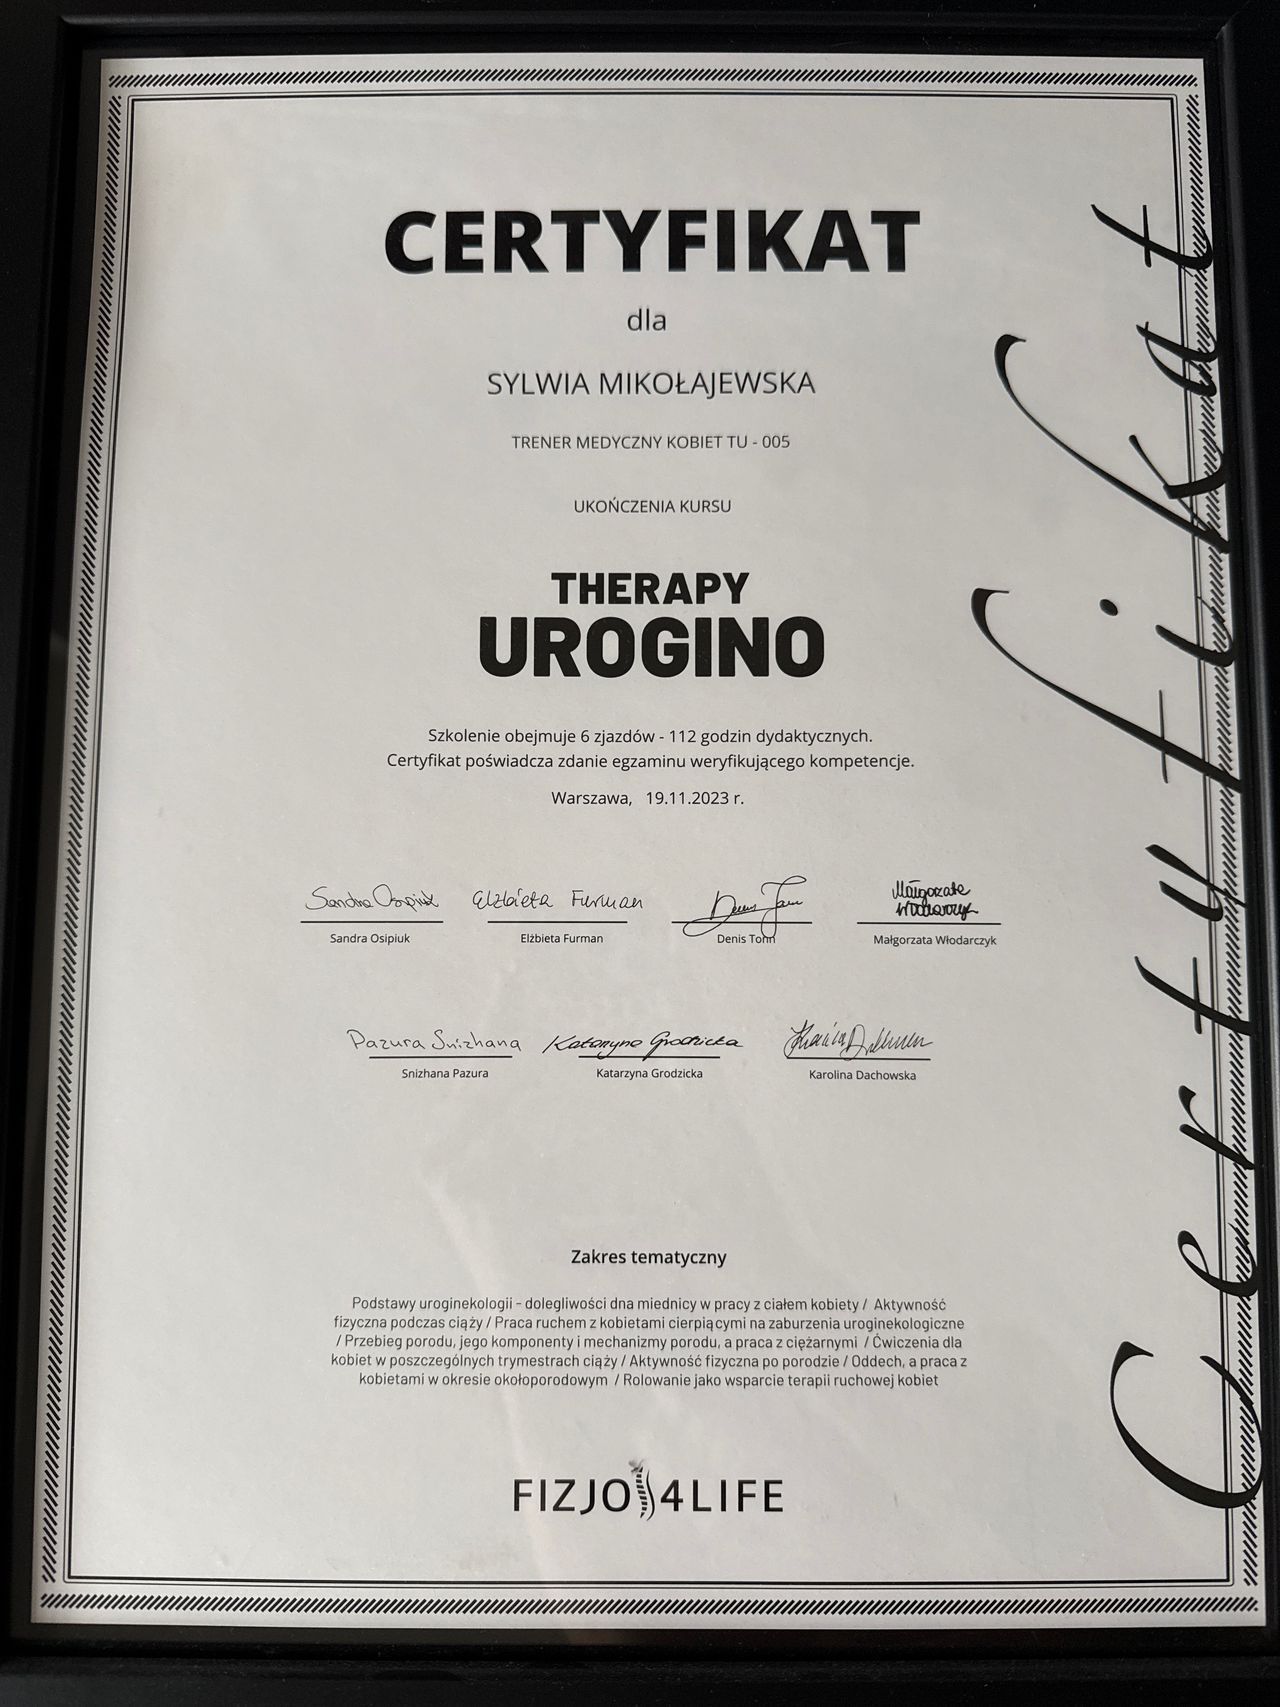 CERTYFIKAT
dla
SYLWIA MIKOŁAJEWSKA
TRENER MEDYCZNY KOBIET TU - 005
UKOŃCZENIA KURSU
THERAPY
UROGINO
Szkolenie obejmuje 6 zjazdów - 112 godzin dydaktycznych.
Certyfikat poświadcza zdanie egzaminu weryfikującego kompetencje.
Warszawa, 19.11.2023 r.
Sandra Osipiuk Elżbieta Furman Małgorzata Włodarczyk
Sandra Osipiuk Elżbieta Furman Denis Tonn Małgorzata Włodarczyk
Pazura Snizhana Katarzyna Grodzicka
Snizhana Pazura Katarzyna Grodzicka Karolina Dachowska
Zakres tematyczny
Podstawy uroginekologii - dolegliwości dna miednicy w pracy z ciałem kobiety / Aktywność
fizyczna podczas ciąży / Praca ruchem z kobietami cierpiącymi na zaburzenia uroginekologiczne
/ Przebieg porodu, jego komponenty i mechanizmy porodu, a praca z ciężarnymi / Ćwiczenia dla
kobiet w poszczególnych trymestrach ciąży / Aktywność fizyczna po porodzie / Oddech, a praca z
kobietami w okresie okołoporodowym / Rolowanie jako wsparcie terapii ruchowej kobiet
FIZJO4LIFE
Certyfikat